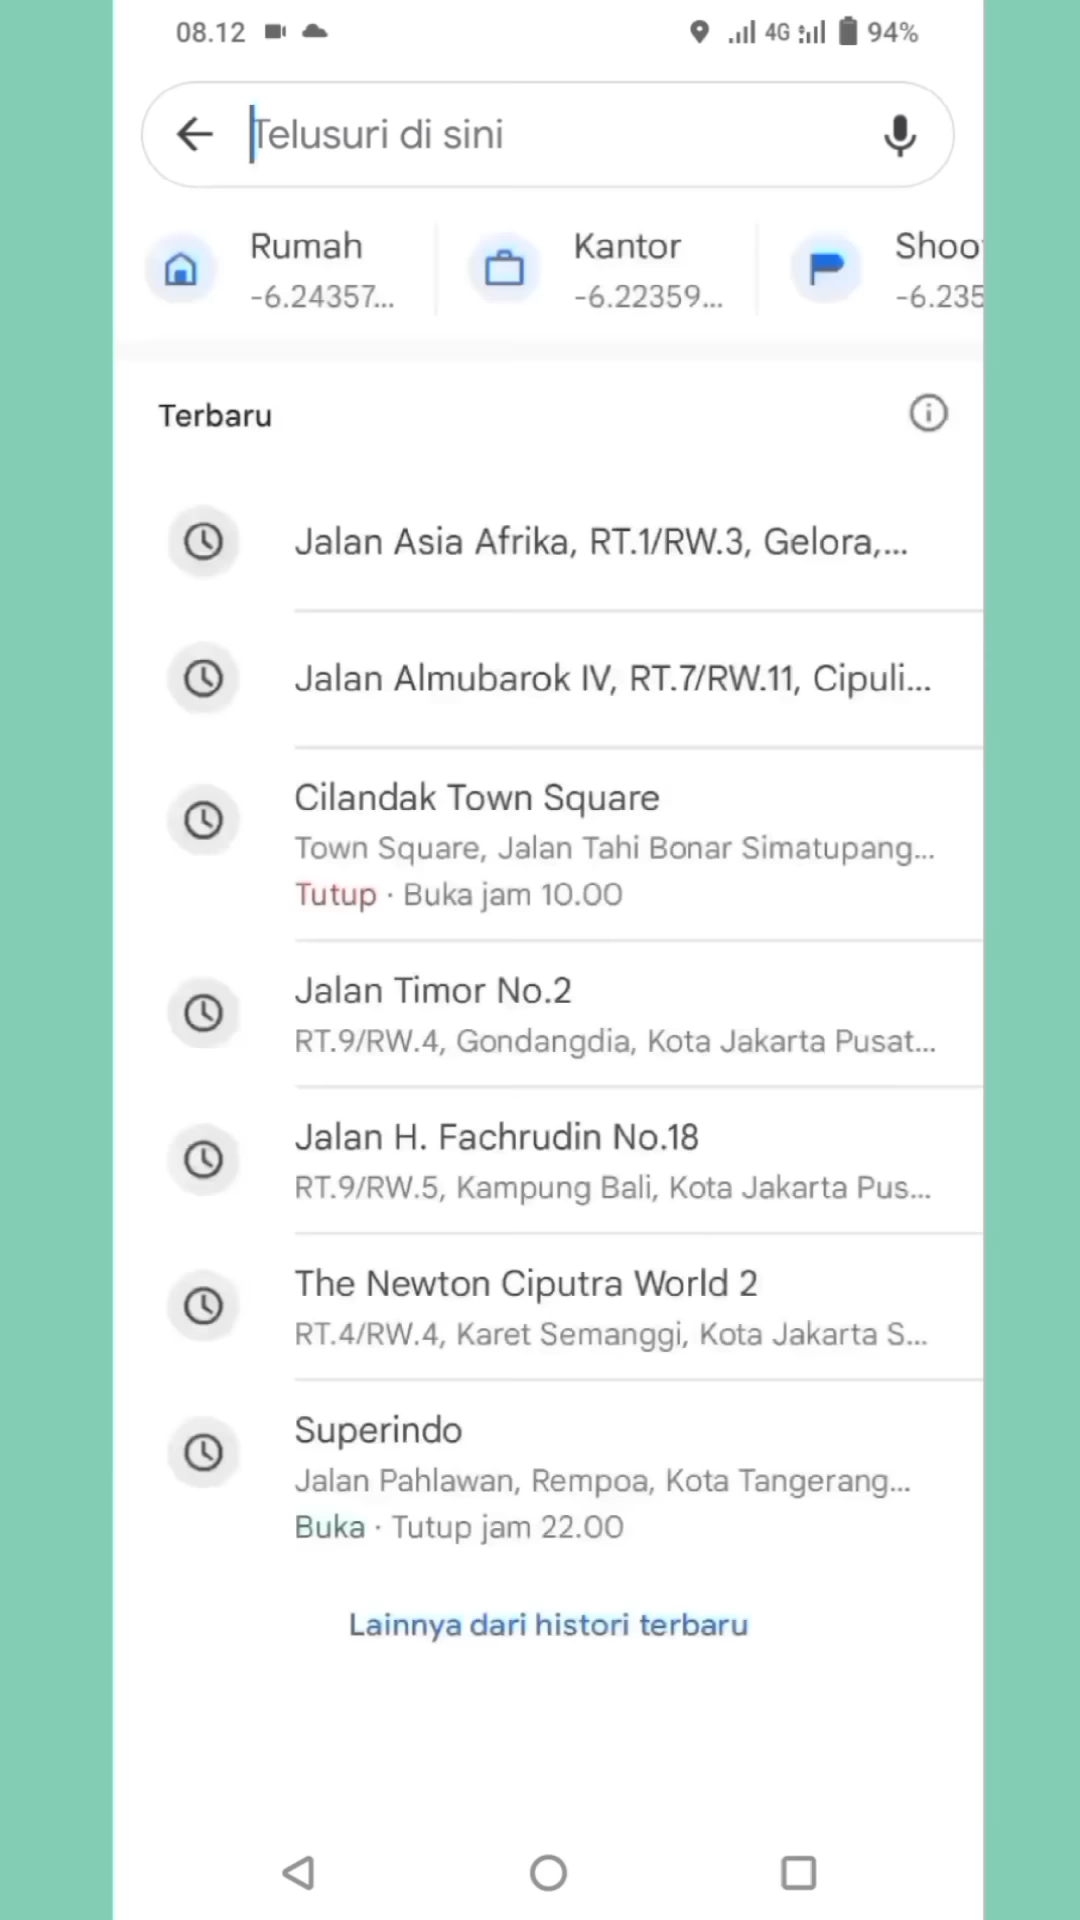 08.12
4G
94%
Telusuri di sini
Rumah
-6.24357...
Kantor
-6.22359...
Shoo
-6.235
Terbaru
Jalan Asia Afrika, RT.1/RW.3, Gelora,...
Jalan Almubarok IV, RT.7/RW.11, Cipuli...
Cilandak Town Square
Town Square, Jalan Tahi Bonar Simatupang...
Tutup · Buka jam 10.00
Jalan Timor No.2
RT.9/RW.4, Gondangdia, Kota Jakarta Pusat...
Jalan H. Fachrudin No.18
RT.9/RW.5, Kampung Bali, Kota Jakarta Pus...
The Newton Ciputra World 2
RT.4/RW.4, Karet Semanggi, Kota Jakarta S...
Superindo
Jalan Pahlawan, Rempoa, Kota Tangerang...
Buka · Tutup jam 22.00
Lainnya dari histori terbaru